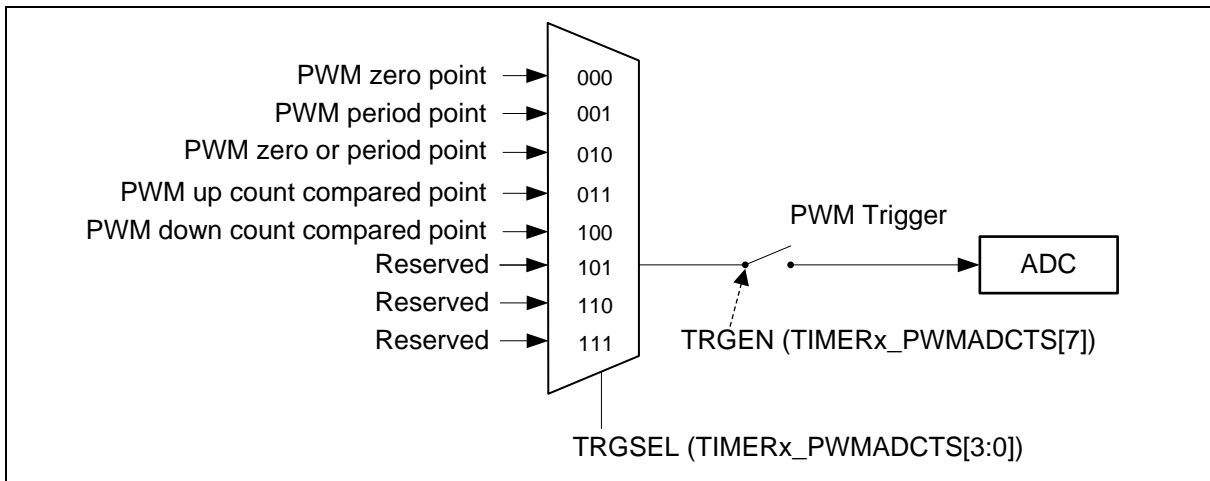 PWM zero point 000
PWM period point 001
PWM zero or period point 010
PWM up count compared point 011
PWM down count compared point 100
Reserved 101
Reserved 110
Reserved 111
PWM Trigger
ADC
TRGEN (TIMERx_PWMADCTS[7])
TRGSEL (TIMERx_PWMADCTS[3:0])